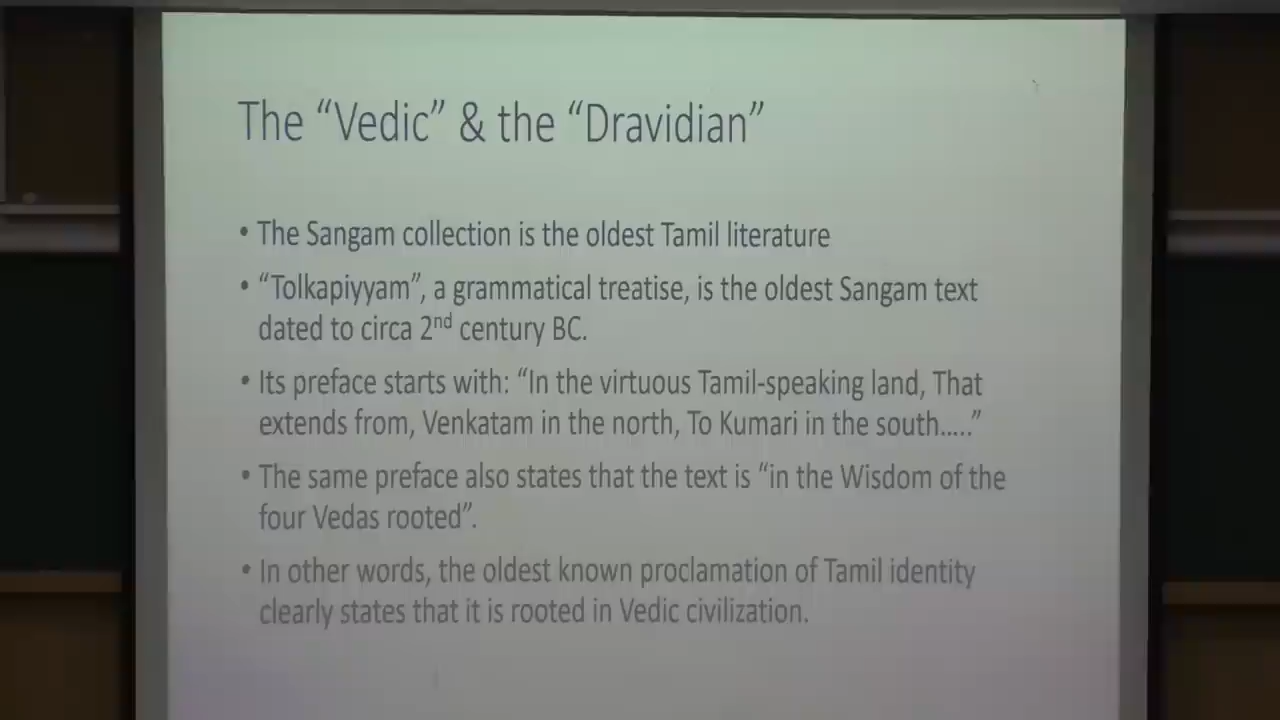 The “Vedic” & the “Dravidian”
• The Sangam collection is the oldest Tamil literature
• “Tolkapiyyam”, a grammatical treatise, is the oldest Sangam text
dated to circa 2nd century BC.
• Its preface starts with: “In the virtuous Tamil-speaking land, That
extends from, Venkatam in the north, To Kumari in the south.....”
• The same preface also states that the text is “in the Wisdom of the
four Vedas rooted”.
• In other words, the oldest known proclamation of Tamil identity
clearly states that it is rooted in Vedic civilization.